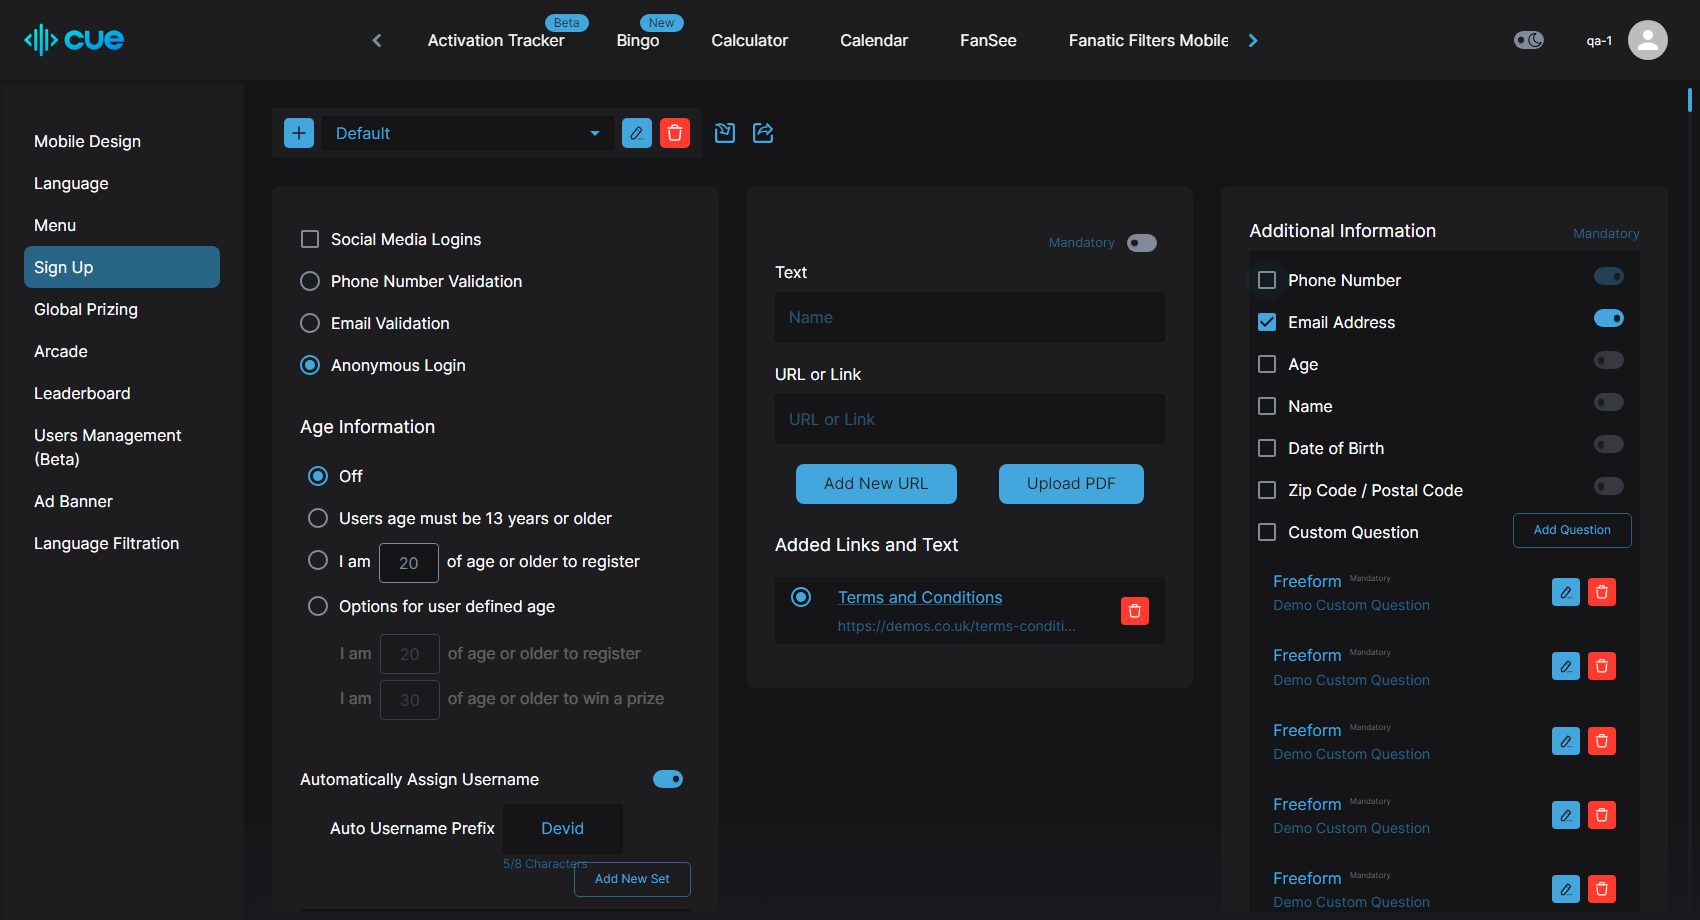 cue
Activation Tracker
Beta
Bingo
New
Calculator
Calendar
FanSee
Fanatic Filters Mobile
qa-1
Mobile Design
Language
Menu
Sign Up
Global Prizing
Arcade
Leaderboard
Users Management
(Beta)
Ad Banner
Language Filtration
Default
Social Media Logins
Phone Number Validation
Email Validation
Anonymous Login
Age Information
Off
Users age must be 13 years or older
I am 20 of age or older to register
Options for user defined age
I am 20 of age or older to register
I am 30 of age or older to win a prize
Automatically Assign Username
Auto Username Prefix Devid
5/8 Characters
Add New Set
Mandatory
Text
Name
URL or Link
URL or Link
Add New URL
Upload PDF
Added Links and Text
Terms and Conditions
https://demos.co.uk/terms-conditi...
Additional Information
Mandatory
Phone Number
Email Address
Age
Name
Date of Birth
Zip Code / Postal Code
Custom Question
Add Question
Freeform Mandatory
Demo Custom Question
Freeform Mandatory
Demo Custom Question
Freeform Mandatory
Demo Custom Question
Freeform Mandatory
Demo Custom Question
Freeform Mandatory
Demo Custom Question